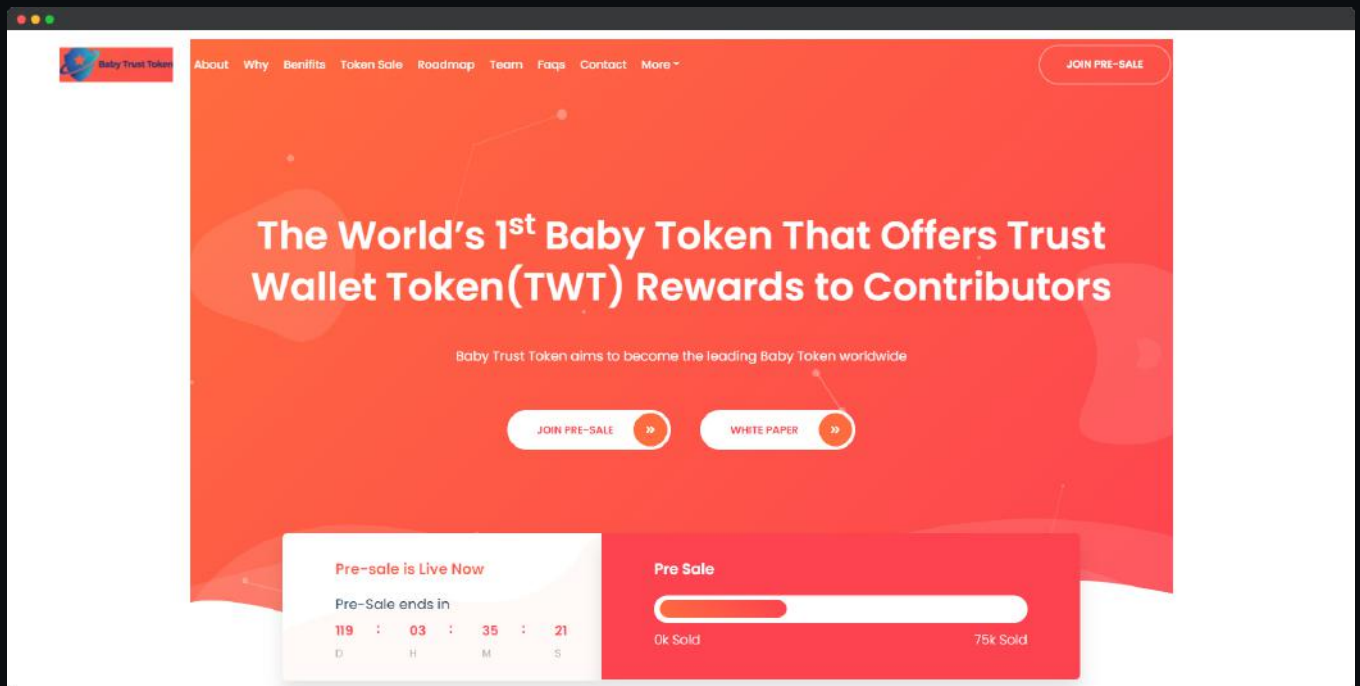 Baby Trust Token
About Why Benifits Token Sale Roadmap Team Faqs Contact More
JOIN PRE-SALE
The World's 1st Baby Token That Offers Trust
Wallet Token(TWT) Rewards to Contributors
Baby Trust Token aims to become the leading Baby Token worldwide
JOIN PRE-SALE »
WHITE PAPER »
Pre-sale is Live Now
Pre-Sale ends in
119 : 03 : 35 : 21
D H M S
Pre Sale
0k Sold 75k Sold